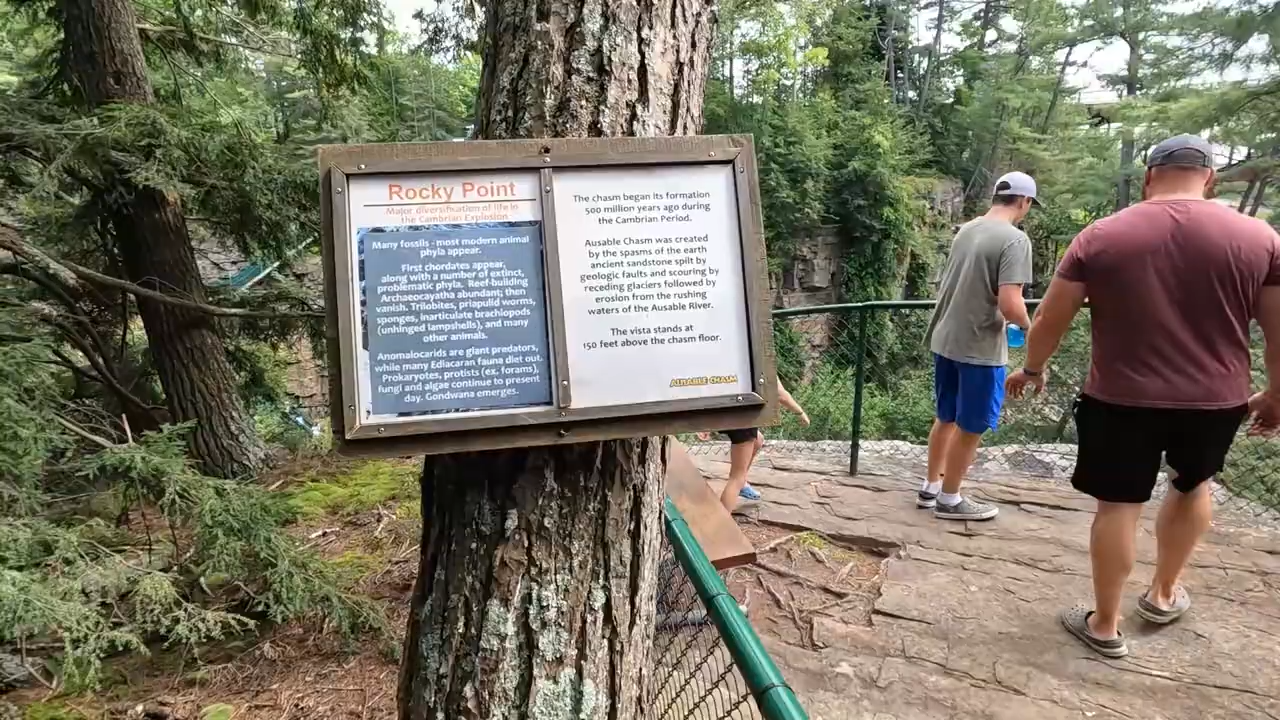 Rocky Point
Major diversification of life in
the Cambrian Explosion
Many fossils - most modern animal
phyla appear.
First chordates appear,
along with a number of extinct,
problematic phyla. Reef-building
Archaeocyatha abundant; then
vanish. Trilobites, priapulid worms,
sponges, inarticulate brachiopods
(unhinged lampshells), and many
other animals.
Anomalocarids are giant predators,
while many Ediacaran fauna diet out.
Prokaryotes, protists (ex. forams),
fungi and algae continue to present
day. Gondwana emerges.
The chasm began its formation
500 million years ago during
the Cambrian Period.
Ausable Chasm was created
by the spasms of the earth
ancient sandstone spilt by
geologic faults and scouring by
receding glaciers followed by
erosion from the rushing
waters of the Ausable River.
The vista stands at
150 feet above the chasm floor.
AUSABLE CHASM